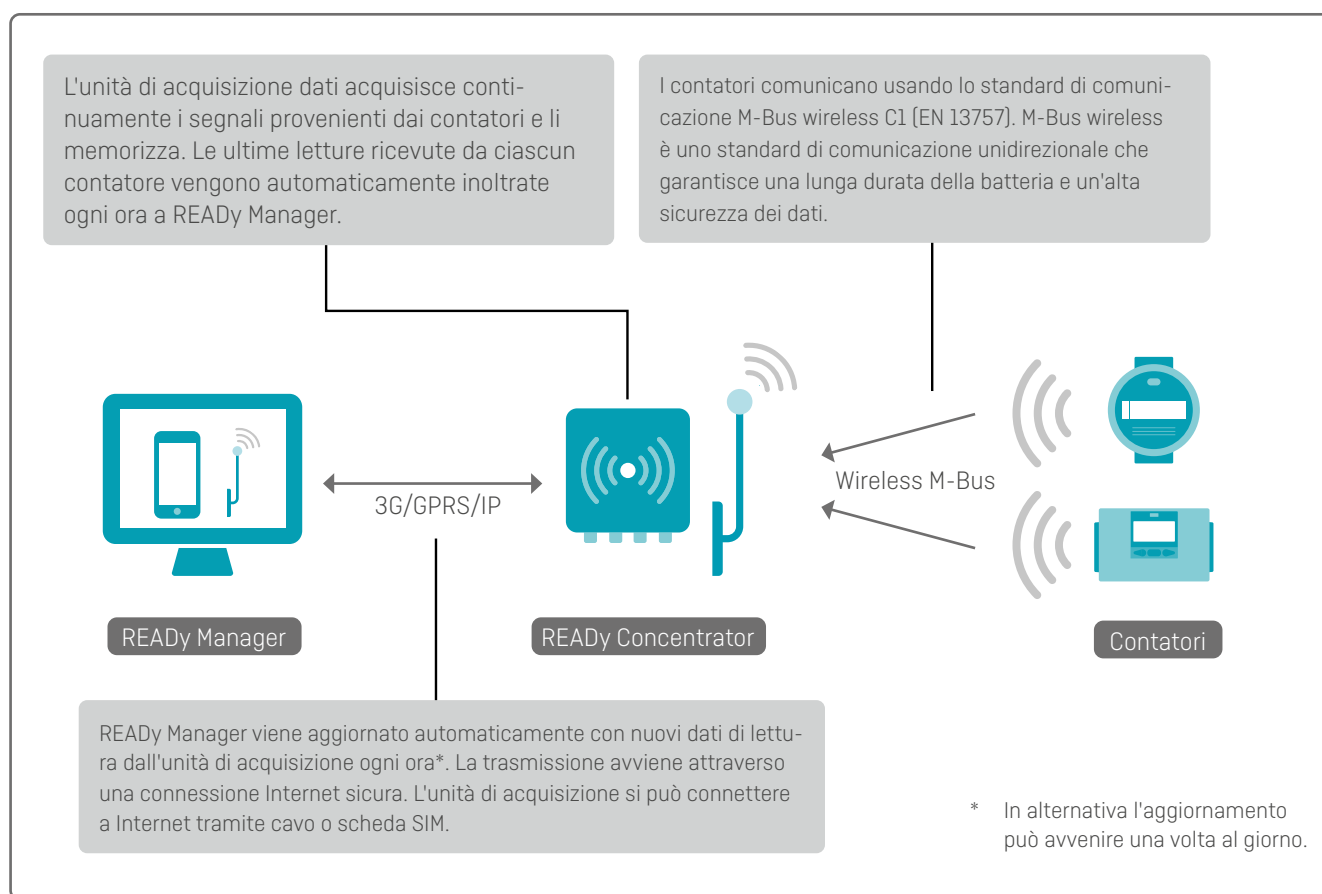 L'unità di acquisizione dati acquisisce conti-
nuamente i segnali provenienti dai contatori e li
memorizza. Le ultime letture ricevute da ciascun
contatore vengono automaticamente inoltrate
ogni ora a READy Manager.
I contatori comunicano usando lo standard di comuni-
cazione M-Bus wireless C1 (EN 13757). M-Bus wireless
è uno standard di comunicazione unidirezionale che
garantisce una lunga durata della batteria e un'alta
sicurezza dei dati.
3G/GPRS/IP
Wireless M-Bus
READy Manager
READy Concentrator
Contatori
READy Manager viene aggiornato automaticamente con nuovi dati di lettu-
ra dall'unità di acquisizione ogni ora*. La trasmissione avviene attraverso
una connessione Internet sicura. L'unità di acquisizione si può connettere
a Internet tramite cavo o scheda SIM.
* In alternativa l'aggiornamento
può avvenire una volta al giorno.